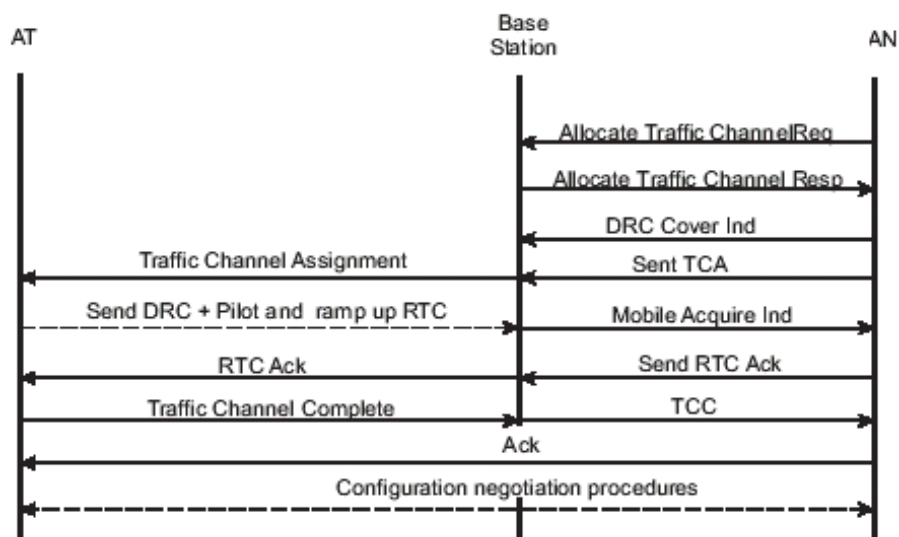 AT
Base
Station
AN
Allocate Traffic ChannelReq
Allocate Traffic Channel Resp
DRC Cover Ind
Traffic Channel Assignment
Sent TCA
Send DRC + Pilot and ramp up RTC
Mobile Acquire Ind
RTC Ack
Send RTC Ack
Traffic Channel Complete
TCC
Ack
Configuration negotiation procedures